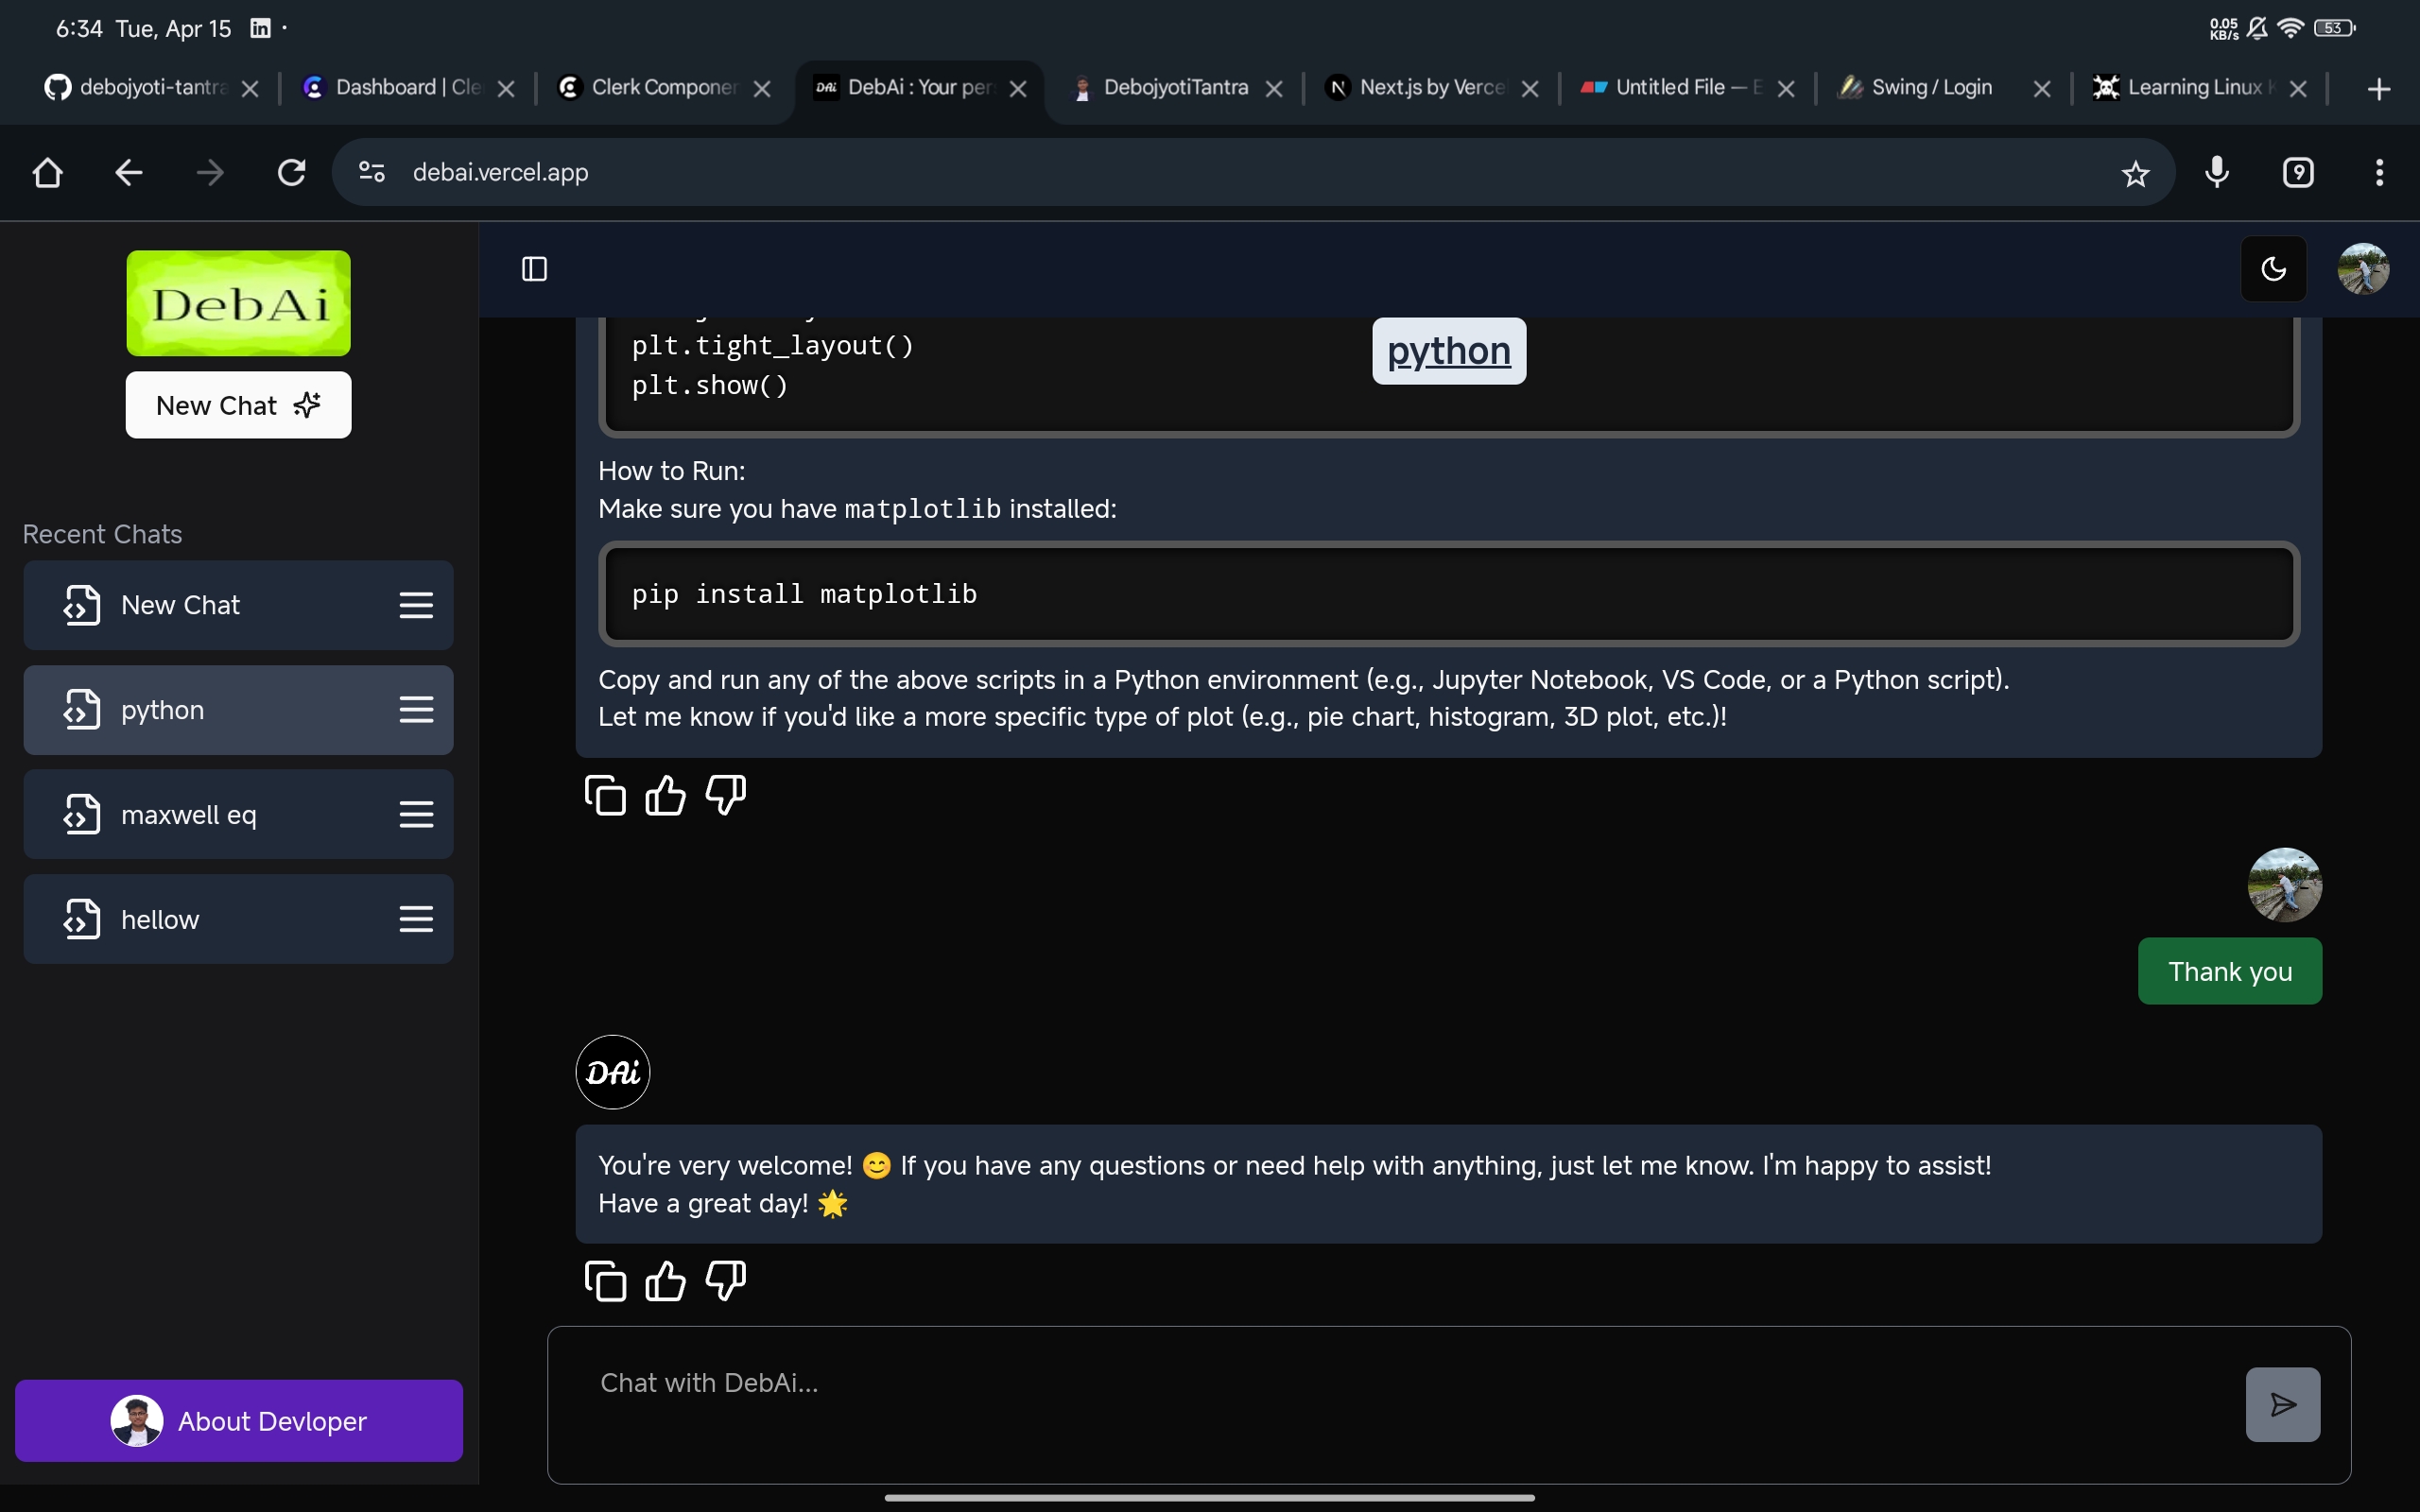 6:34 Tue, Apr 15
0.05
KB/s
53
debojyoti-tantra
Dashboard | Cle
Clerk Componen
DAi DebAi : Your per
DebojyotiTantra
N Next.js by Verce
Untitled File —
Swing / Login
Learning Linux
debai.vercel.app
9
DebAi
New Chat
Recent Chats
New Chat
python
maxwell eq
hellow
About Devloper
python
plt.tight_layout()
plt.show()
How to Run:
Make sure you have matplotlib installed:
pip install matplotlib
Copy and run any of the above scripts in a Python environment (e.g., Jupyter Notebook, VS Code, or a Python script).
Let me know if you'd like a more specific type of plot (e.g., pie chart, histogram, 3D plot, etc.)!
Thank you
DAi
You're very welcome! 😊 If you have any questions or need help with anything, just let me know. I'm happy to assist!
Have a great day! 🌟
Chat with DebAi...